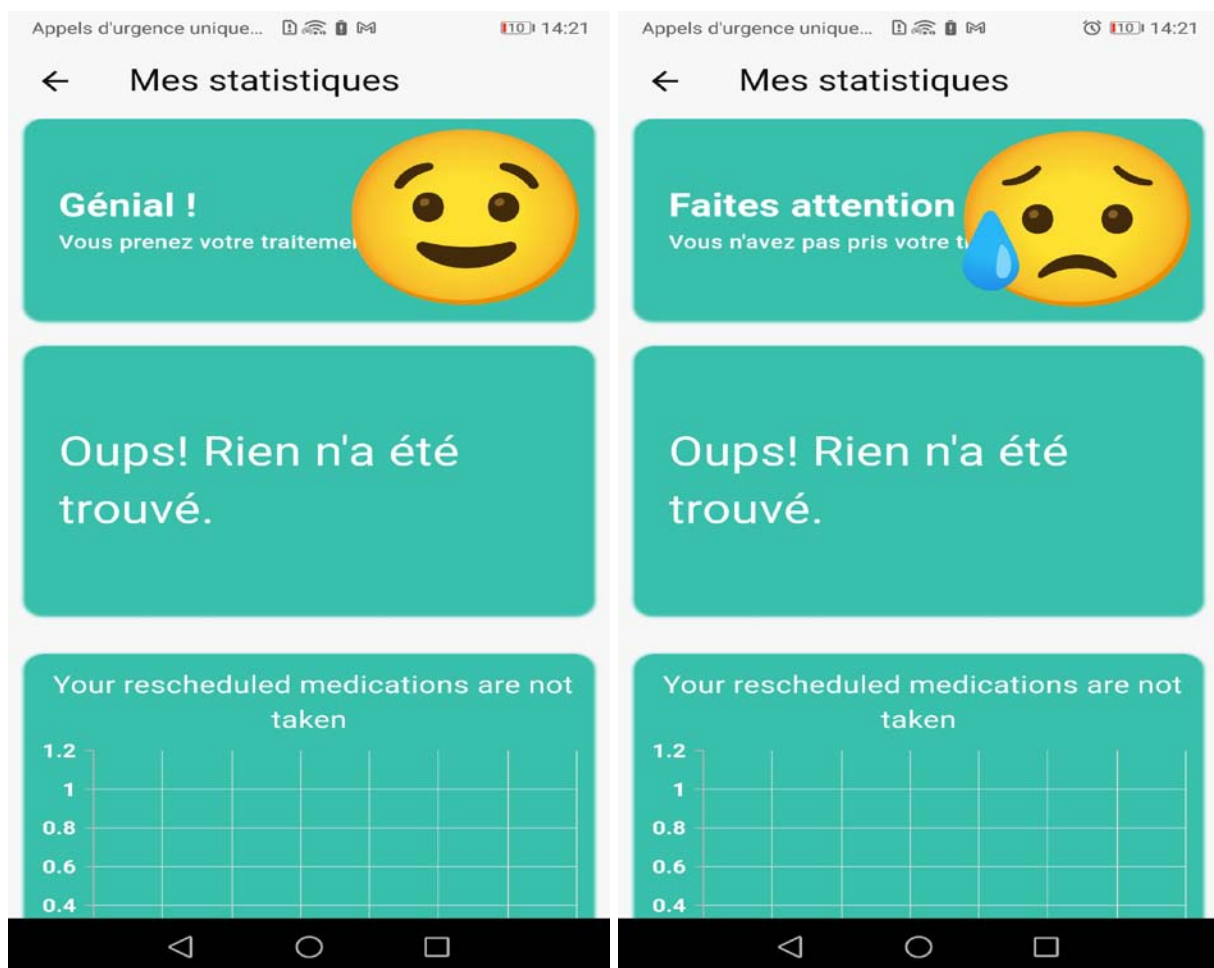 Appels d'urgence unique... 10 14:21
Mes statistiques
Génial !
Vous prenez votre
Oups! Rien n'a été
trouvé.
Your rescheduled medications are not
taken
1.2
1
0.8
0.6
0.4
Appels d'urgence unique... 10 14:21
Mes statistiques
Faites attention
Vous n'avez pas pris votre
Oups! Rien n'a été
trouvé.
Your rescheduled medications are not
taken
1.2
1
0.8
0.6
0.4